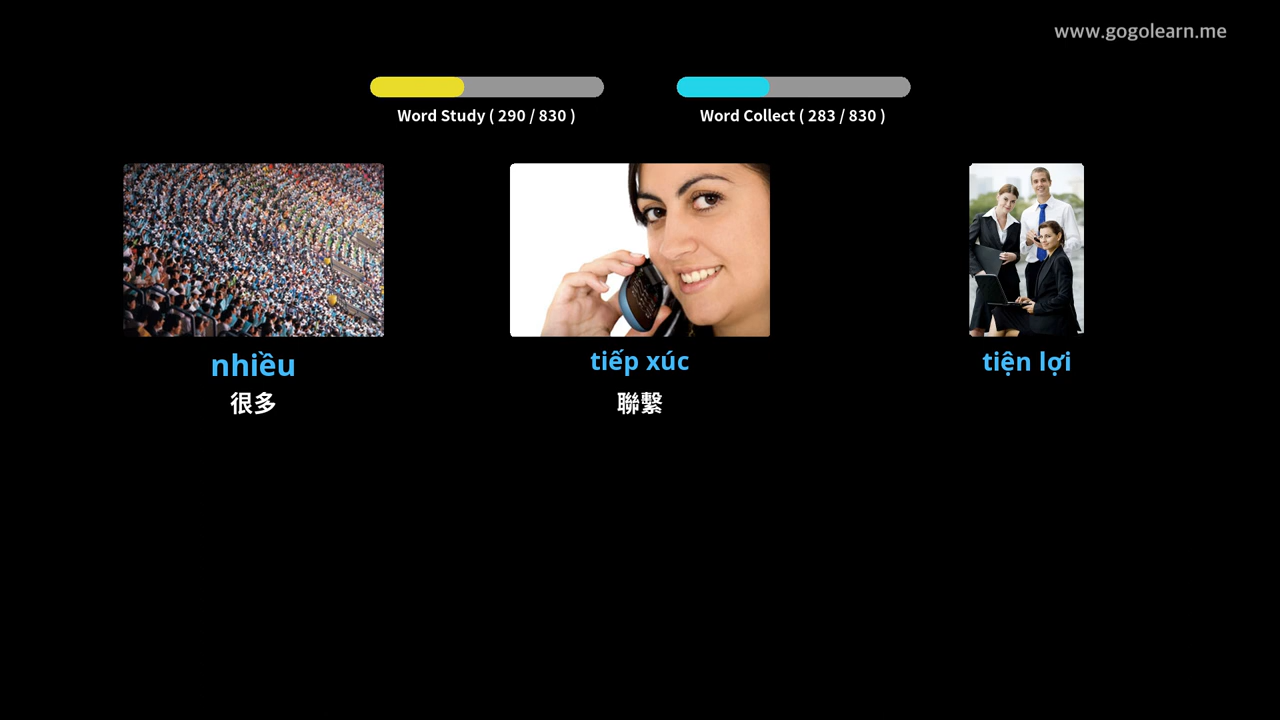 www.gogolearn.me
Word Study ( 290 / 830 )
Word Collect ( 283 / 830 )
nhiều
很多
tiếp xúc
聯繫
tiện lợi